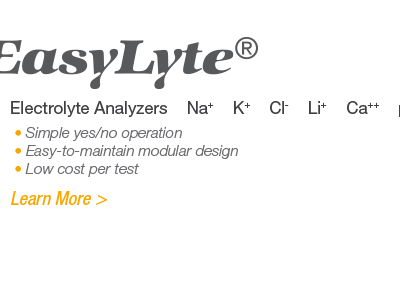 EasyLyte®
Electrolyte Analyzers Na⁺ K⁺ Cl⁻ Li⁺ Ca⁺⁺
• Simple yes/no operation
• Easy-to-maintain modular design
• Low cost per test
Learn More >